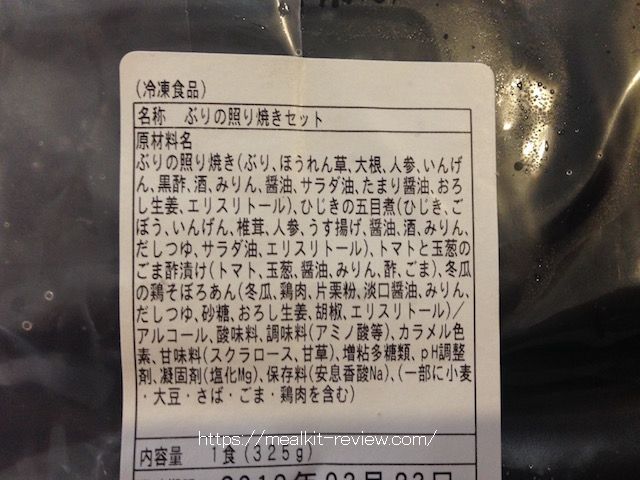 (冷凍食品)
名称 ぶりの照り焼きセット
原材料名
ぶりの照り焼き(ぶり、ほうれん草、大根、人参、いんげ
ん、黒酢、酒、みりん、醤油、サラダ油、たまり醤油、おろ
し生姜、エリスリトール)、ひじきの五目煮(ひじき、ご
ぼう、いんげん、椎茸、人参、うす揚げ、醤油、酒、みりん、
だしつゆ、サラダ油、エリスリトール)、トマトと玉葱の
ごま酢漬け(トマト、玉葱、醤油、みりん、酢、ごま)、冬瓜
の鶏そぼろあん(冬瓜、鶏肉、片栗粉、淡口醤油、みりん、
だしつゆ、砂糖、おろし生姜、胡椒、エリスリトール)/
アルコール、酸味料、調味料(アミノ酸等)、カラメル色
素、甘味料(スクラロース、甘草)、増粘多糖類、pH調整
剤、凝固剤(塩化Mg)、保存料(安息香酸Na)、(一部に小麦
・大豆・さば・ごま・鶏肉を含む)
https://mealkit-review.com/
内容量 1食(325g)